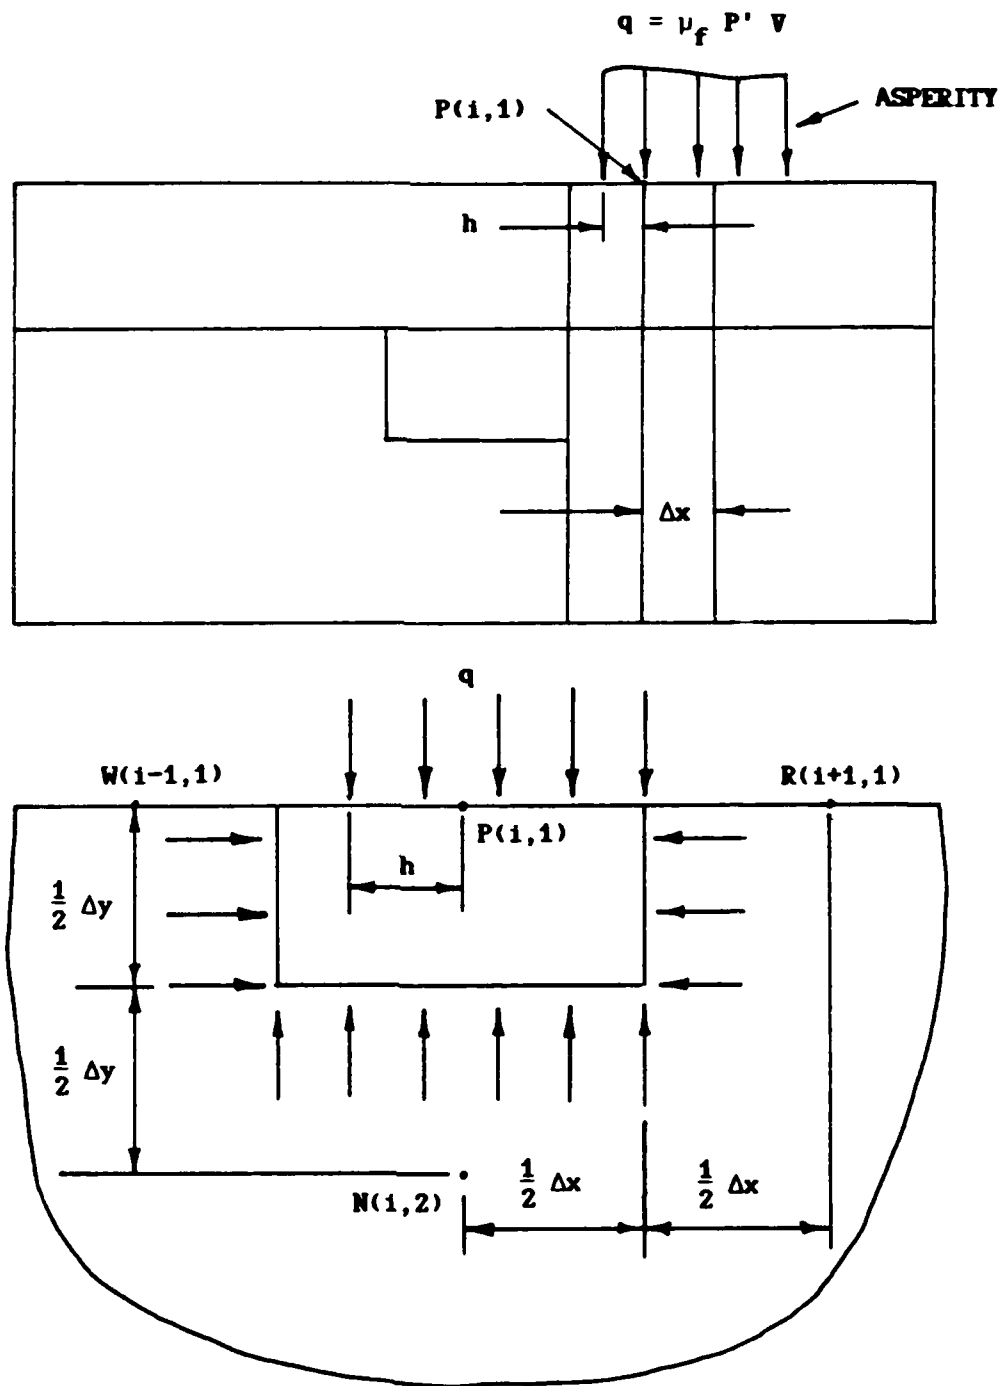 q = μf P' V
ASPERITY
P(i,1)
h
Δx
q
W(i-1,1)
R(i+1,1)
P(i,1)
h
1/2 Δy
1/2 Δy
1/2 Δx
1/2 Δx
N(i,2)